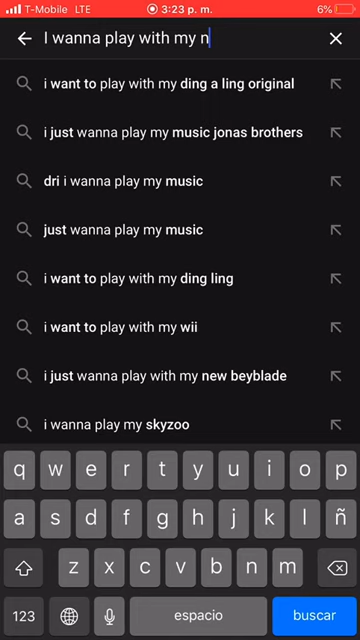 T-Mobile LTE 3:23 p. m. 6%
I wanna play with my n
i want to play with my ding a ling original
i just wanna play my music jonas brothers
dri i wanna play my music
just wanna play my music
i want to play with my ding ling
i want to play with my wii
i just wanna play with my new beyblade
i wanna play my skyzoo
q w e r t y u i o p
a s d f g h j k l ñ
z x c v b n m
123 espacio buscar